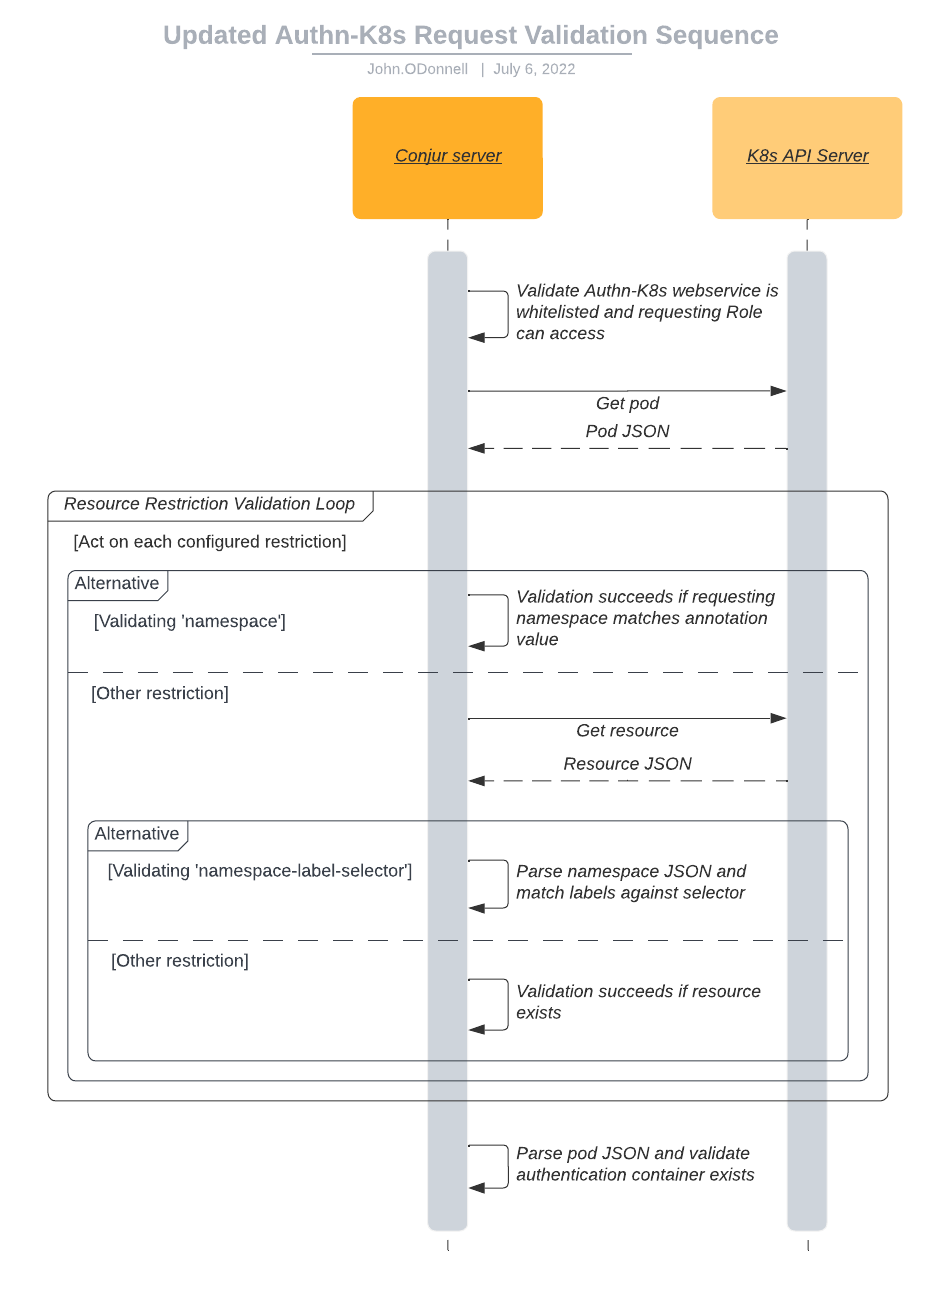 Updated Authn-K8s Request Validation Sequence
John.ODonnell | July 6, 2022
Conjur server
K8s API Server
Validate Authn-K8s webservice is
whitelisted and requesting Role
can access
Get pod
Pod JSON
Resource Restriction Validation Loop
[Act on each configured restriction]
Alternative
[Validating 'namespace']
Validation succeeds if requesting
namespace matches annotation
value
[Other restriction]
Get resource
Resource JSON
Alternative
[Validating 'namespace-label-selector']
Parse namespace JSON and
match labels against selector
[Other restriction]
Validation succeeds if resource
exists
Parse pod JSON and validate
authentication container exists